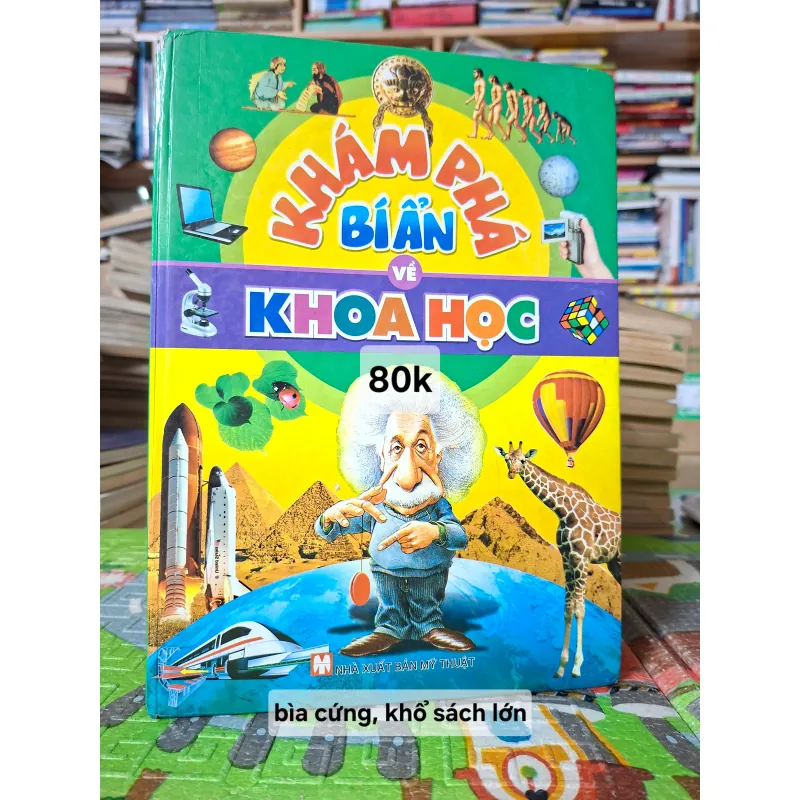 KHÁM PHÁ
BÍ ẨN
VỀ
KHOA HỌC
80k
NHÀ XUẤT BẢN MỸ THUẬT
bìa cứng, khổ sách lớn